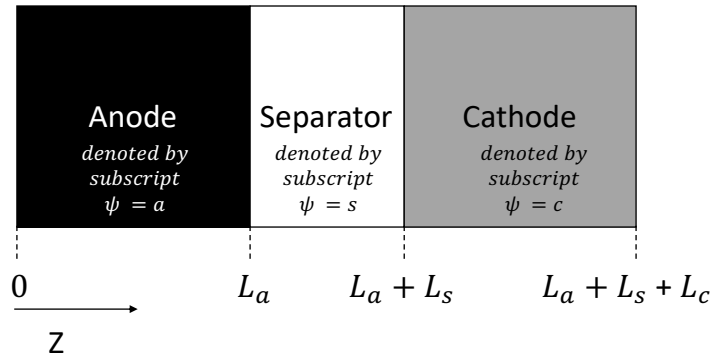 Anode
denoted by
subscript
ψ = a
Separator
denoted by
subscript
ψ = s
Cathode
denoted by
subscript
ψ = c
0
L_a
L_a + L_s
L_a + L_s + L_c
Z